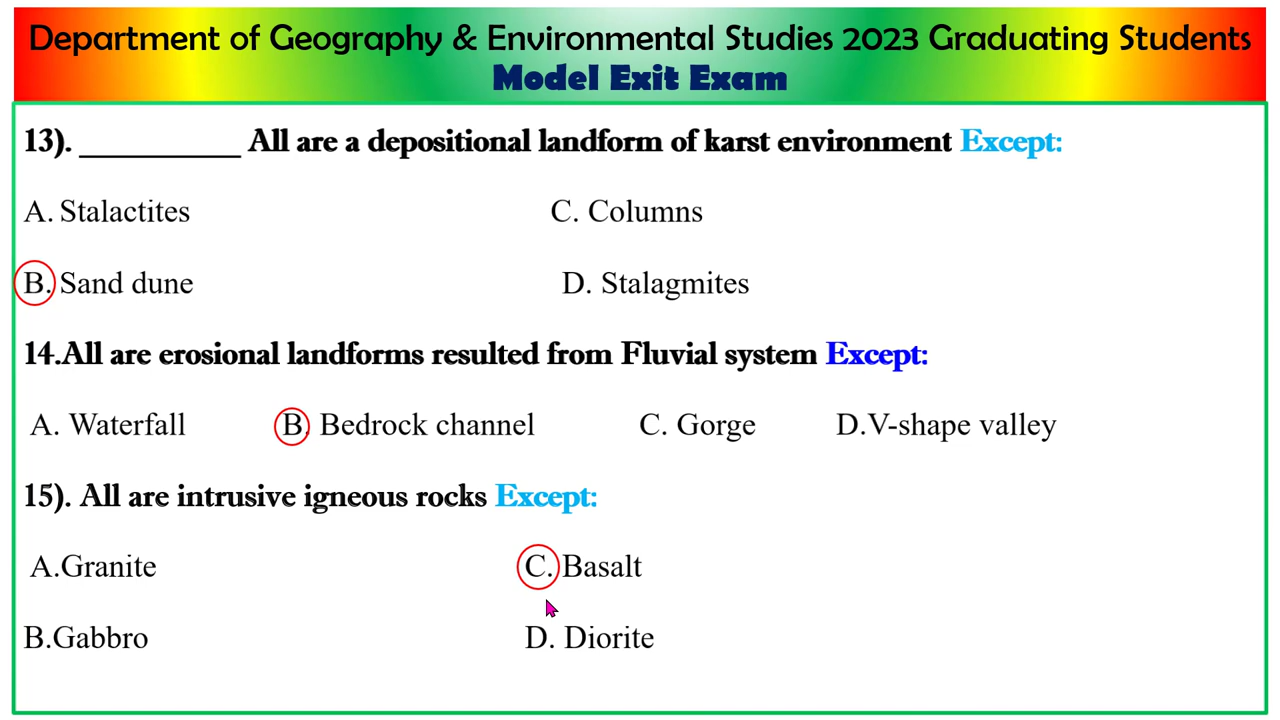 Department of Geography & Environmental Studies 2023 Graduating Students
Model Exit Exam
13). __________ All are a depositional landform of karst environment Except:
A. Stalactites C. Columns
B. Sand dune D. Stalagmites
14.All are erosional landforms resulted from Fluvial system Except:
A. Waterfall B. Bedrock channel C. Gorge D.V-shape valley
15). All are intrusive igneous rocks Except:
A.Granite C. Basalt
B.Gabbro D. Diorite